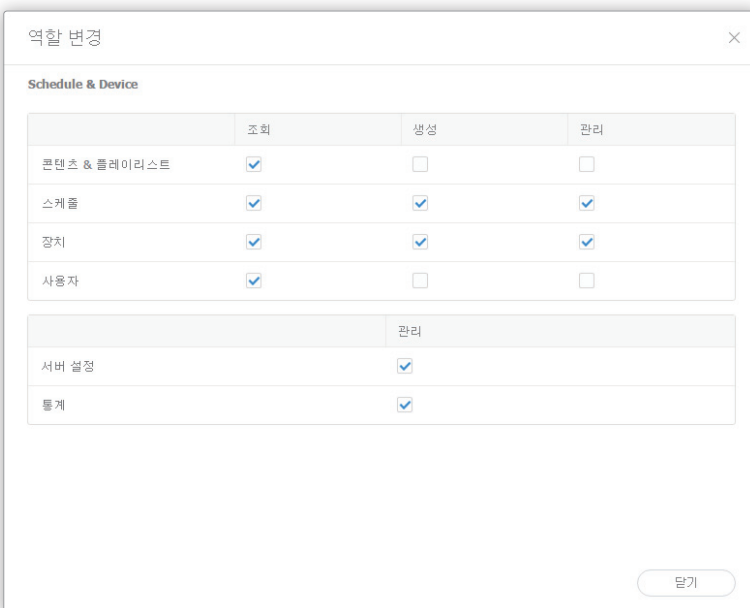 역할 변경
Schedule & Device
조회 생성 관리
콘텐츠 & 플레이리스트
스케줄
장치
사용자
관리
서버 설정
통계
닫기